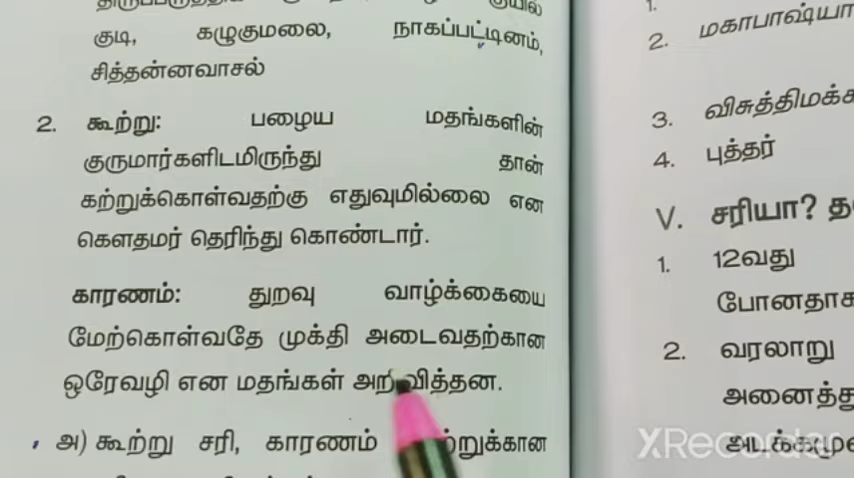 குடி, கழுகுமலை, நாகப்பட்டினம்,
சித்தன்னவாசல்
2. கூற்று: பழைய மதங்களின்
குருமார்களிடமிருந்து தான்
கற்றுக்கொள்வதற்கு எதுவுமில்லை என
கௌதமர் தெரிந்து கொண்டார்.
காரணம்: துறவு வாழ்க்கையை
மேற்கொள்வதே முக்தி அடைவதற்கான
ஒரேவழி என மதங்கள் அறிவித்தன.
அ) கூற்று சரி, காரணம்
1.
2. மகாபாஷ்யா
3. விசுத்திமக்க
4. புத்தர்
V. சரியா?
1. 12வது
போனதாக
2. வரலாறு
அனைத்து
XRecorder